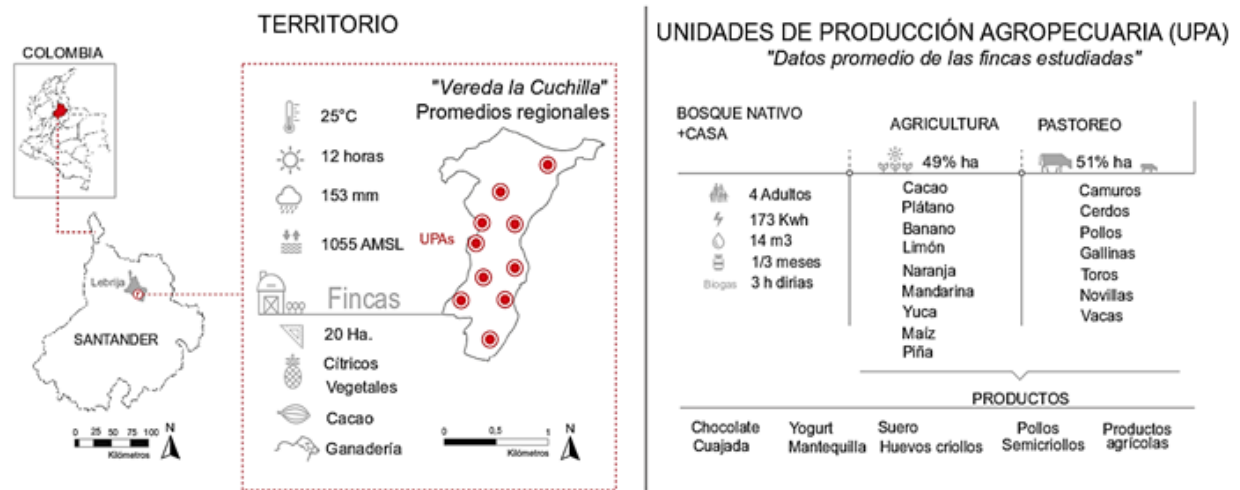 TERRITORIO
COLOMBIA
Lebrija
SANTANDER
0 25 50 75 100
Kilómetros
N
"Vereda la Cuchilla"
Promedios regionales
25°C
12 horas
153 mm
1055 AMSL
UPAs
Fincas
20 Ha.
Cítricos
Vegetales
Cacao
Ganadería
0 0,5 1
Kilómetros
N
UNIDADES DE PRODUCCIÓN AGROPECUARIA (UPA)
"Datos promedio de las fincas estudiadas"
BOSQUE NATIVO
+CASA
4 Adultos
173 Kwh
14 m3
1/3 meses
Biogas 3 h dirias
AGRICULTURA
49% ha
Cacao
Plátano
Banano
Limón
Naranja
Mandarina
Yuca
Maíz
Piña
PASTOREO
51% ha
Camuros
Cerdos
Pollos
Gallinas
Toros
Novillas
Vacas
PRODUCTOS
Chocolate
Cuajada
Yogurt
Mantequilla
Suero
Huevos criollos
Pollos
Semicriollos
Productos
agrícolas